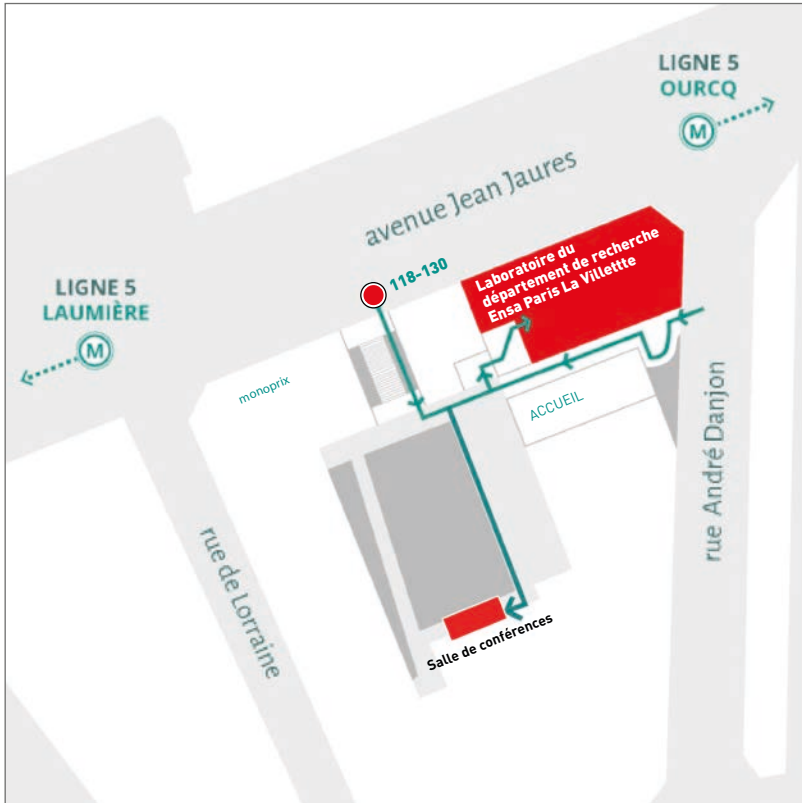 LIGNE 5
OURCQ
M
avenue Jean Jaures
118-130
Laboratoire du
département de recherche
Ensa Paris La Villettte
LIGNE 5
LAUMIÈRE
M
monoprix
ACCUEIL
rue André Danjon
rue de Lorraine
Salle de conférences